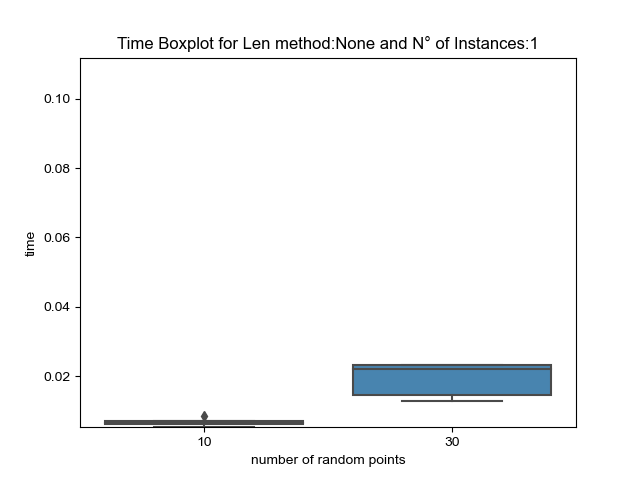 Time Boxplot for Len method:None and N° of Instances:1
0.10
0.08
0.06
0.04
0.02
time
10
30
number of random points